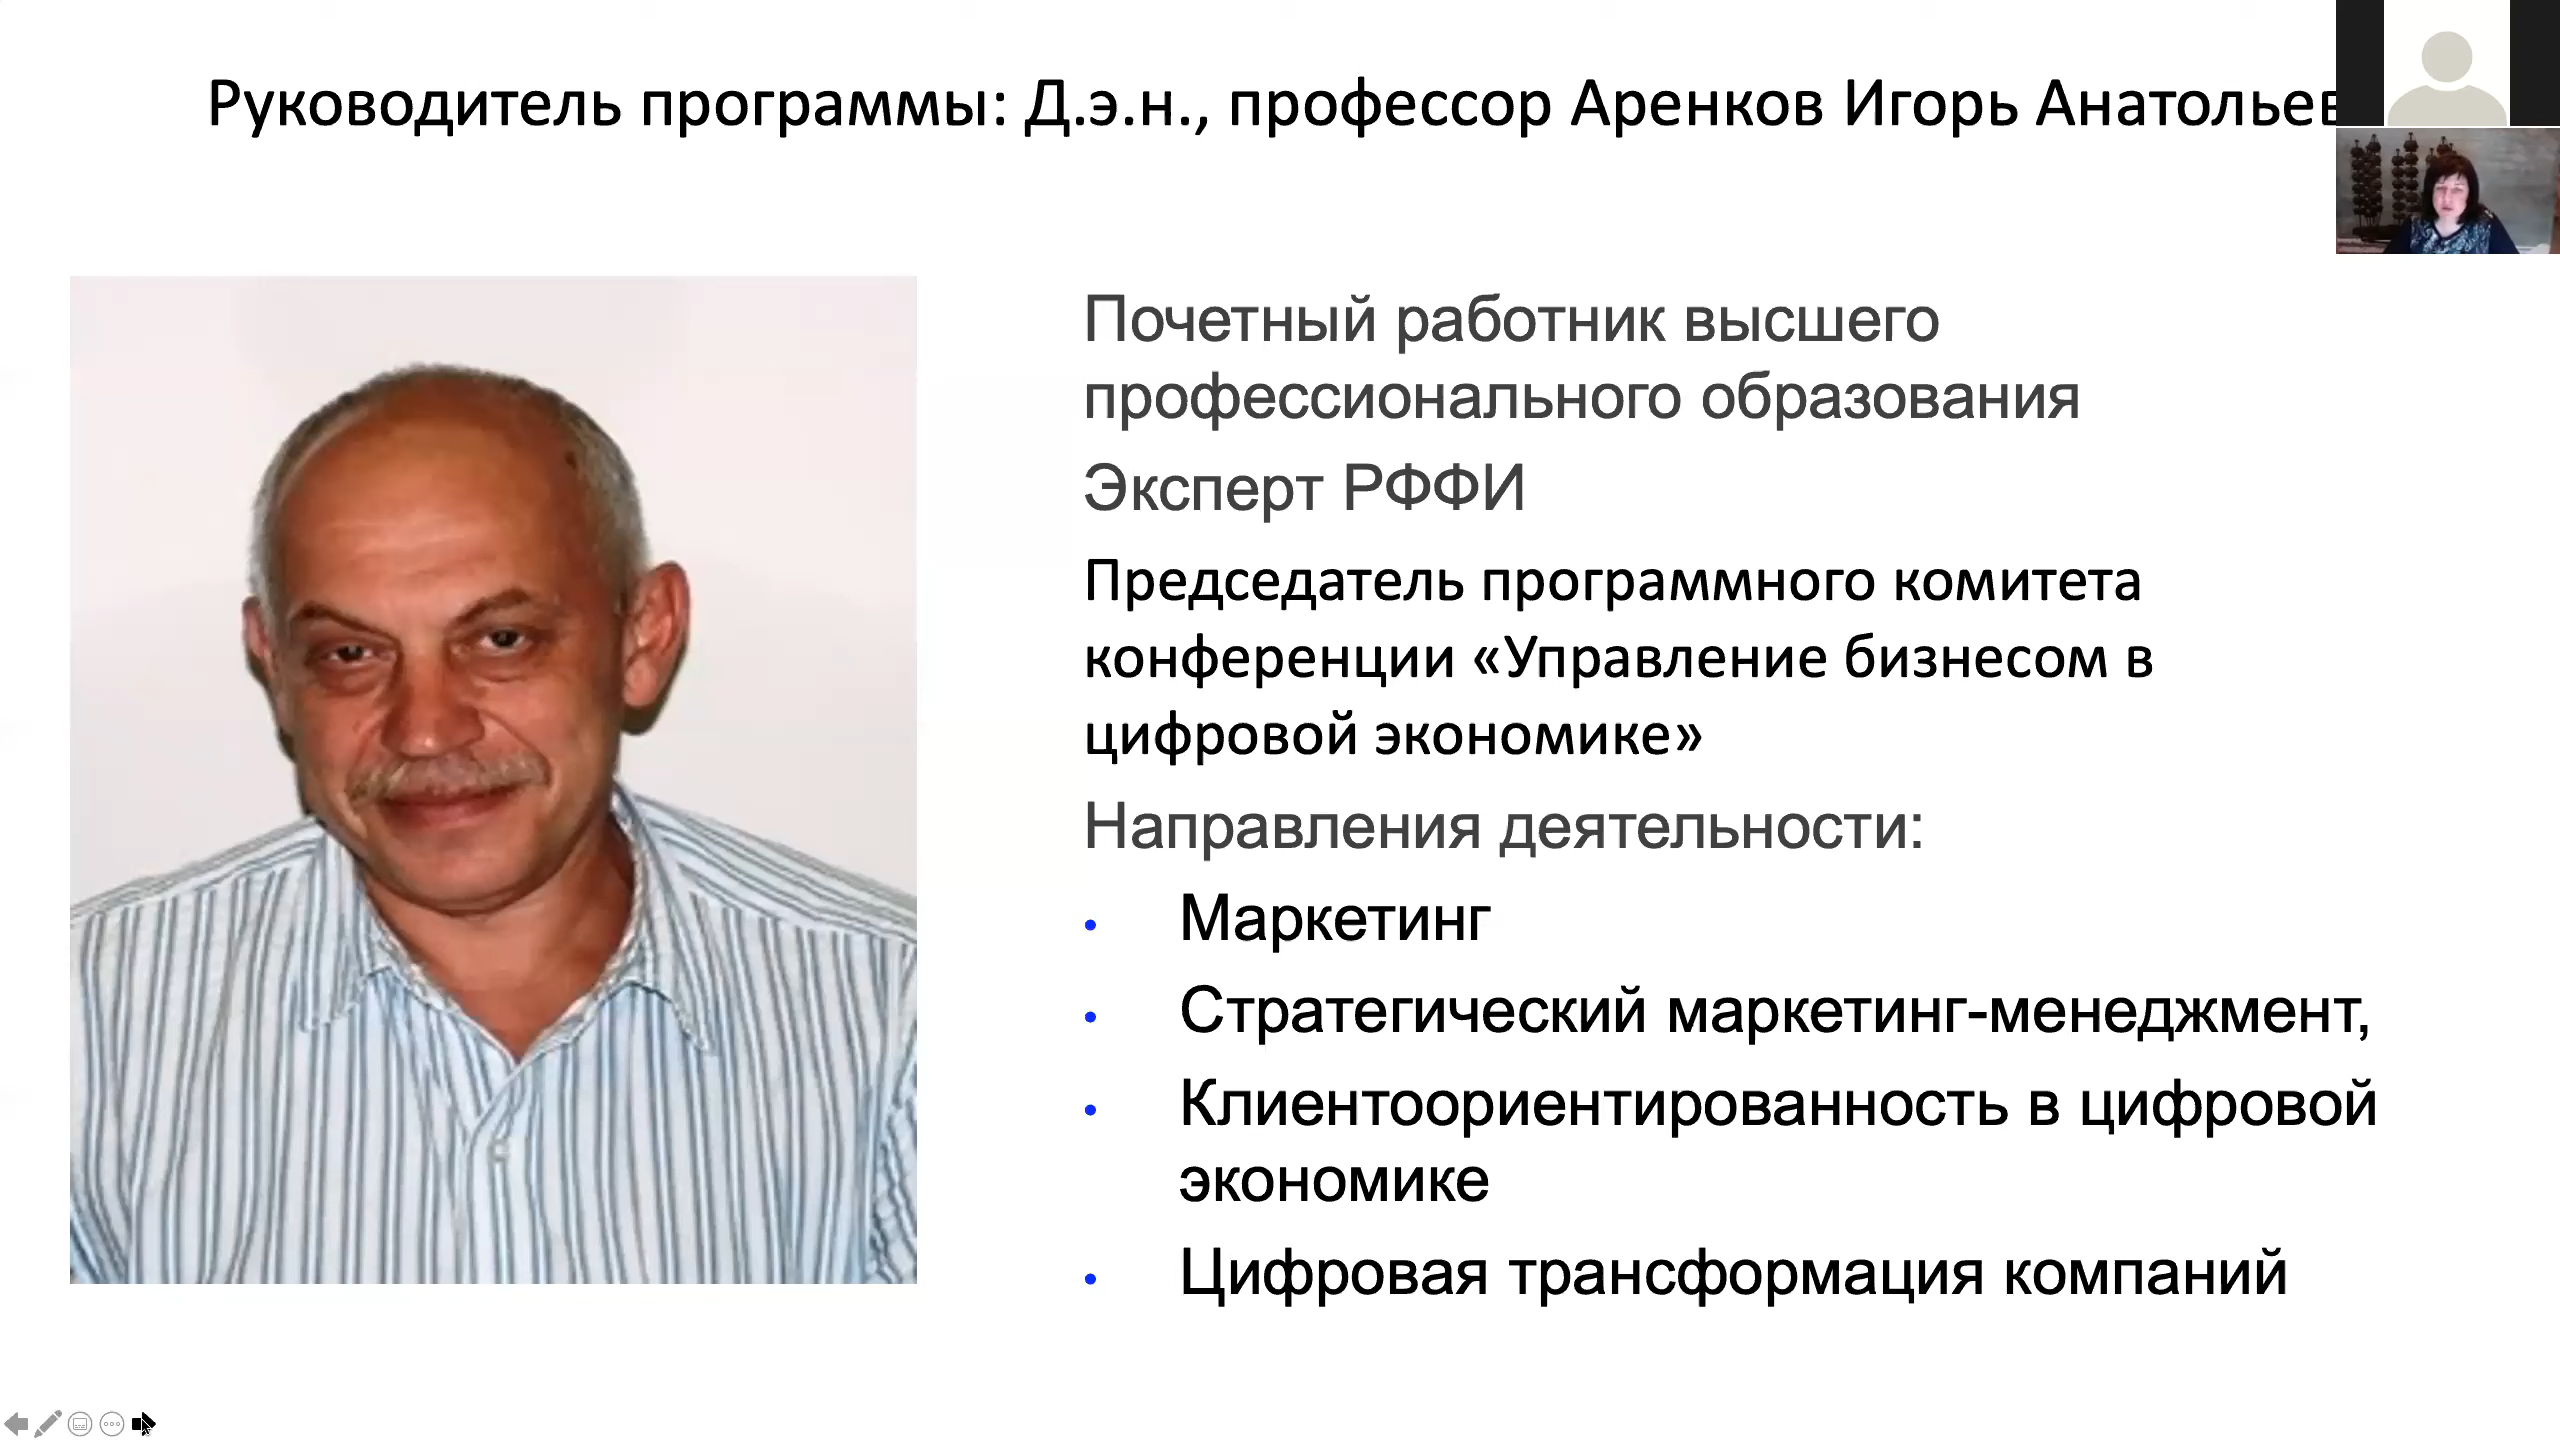 Руководитель программы: Д.э.н., профессор Аренков Игорь Анатольев
Почетный работник высшего
профессионального образования
Эксперт РФФИ
Председатель программного комитета
конференции «Управление бизнесом в
цифровой экономике»
Направления деятельности:
• Маркетинг
• Стратегический маркетинг-менеджмент,
• Клиентоориентированность в цифровой
экономике
• Цифровая трансформация компаний